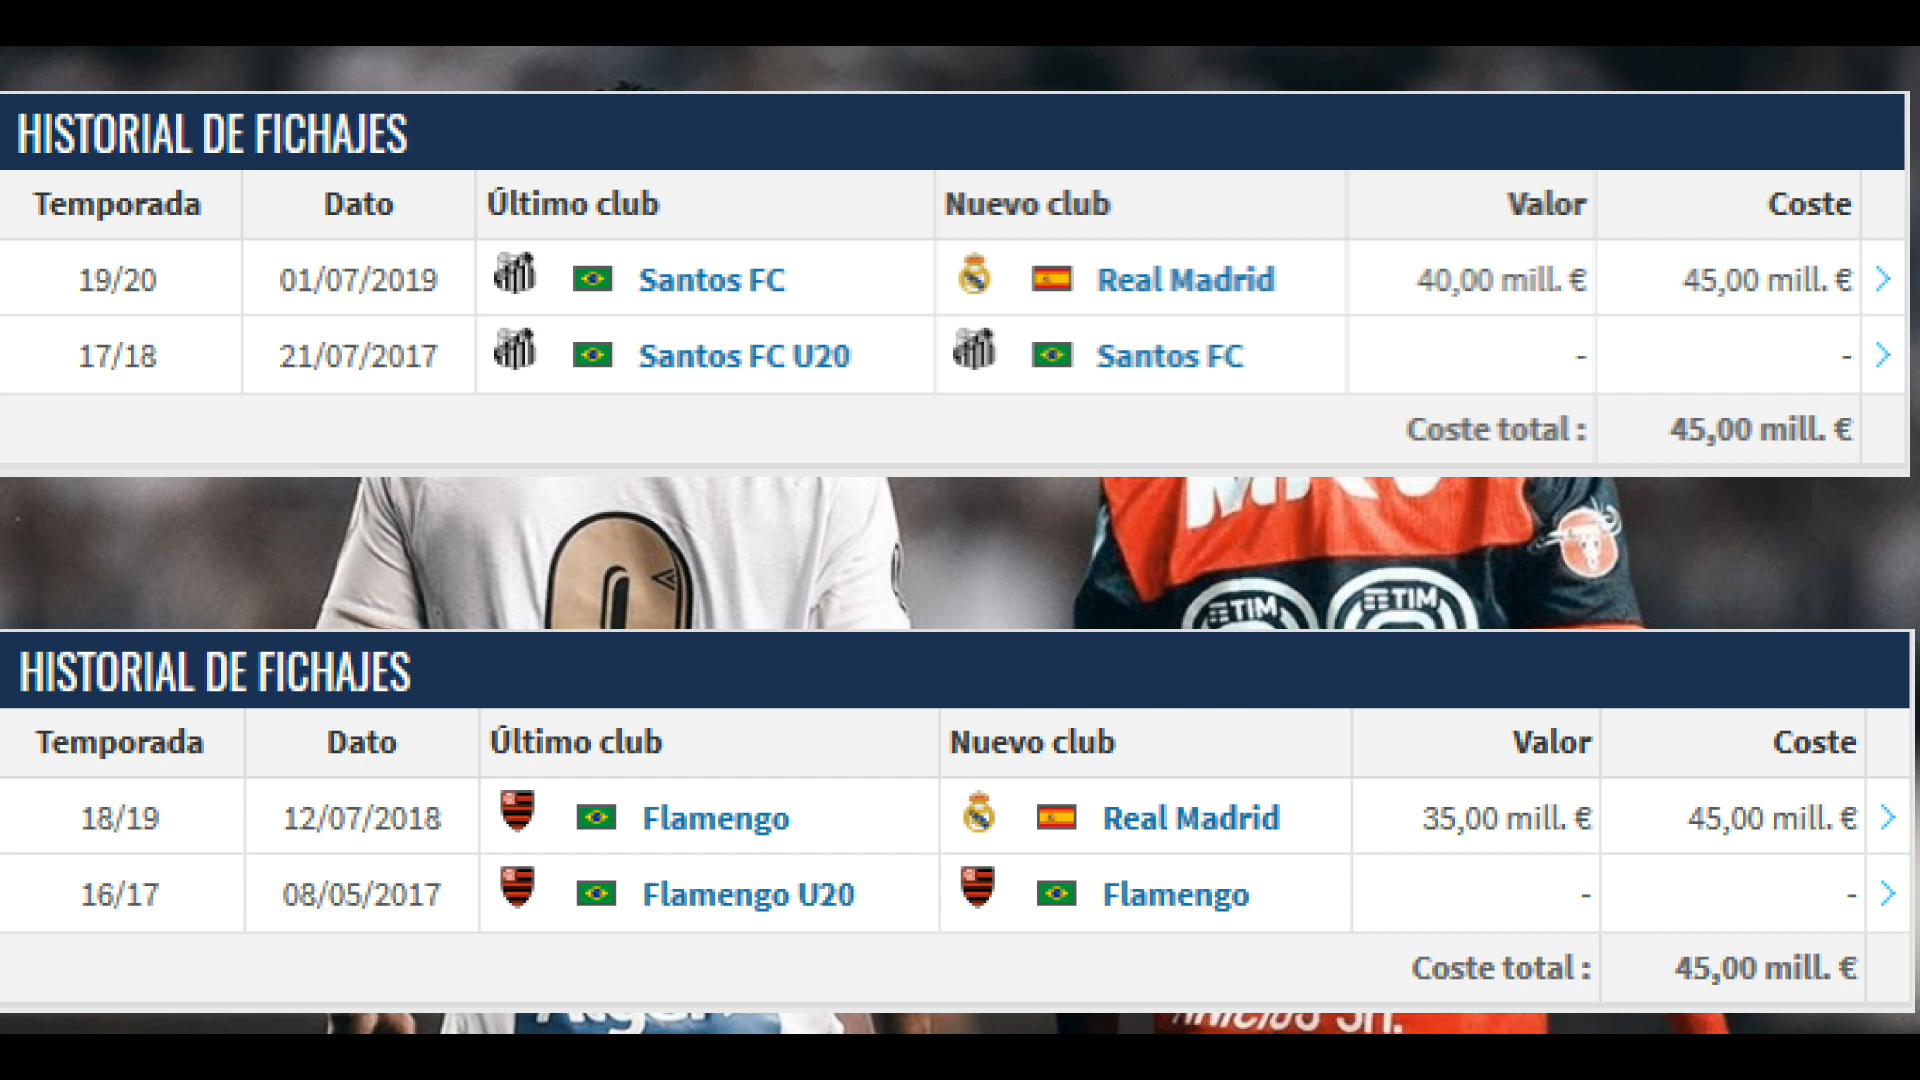 HISTORIAL DE FICHAJES
Temporada Dato Último club Nuevo club Valor Coste
19/20 01/07/2019 Santos FC Real Madrid 40,00 mill. € 45,00 mill. €
17/18 21/07/2017 Santos FC U20 Santos FC - -
Coste total : 45,00 mill. €
TIM TIM
HISTORIAL DE FICHAJES
Temporada Dato Último club Nuevo club Valor Coste
18/19 12/07/2018 Flamengo Real Madrid 35,00 mill. € 45,00 mill. €
16/17 08/05/2017 Flamengo U20 Flamengo - -
Coste total : 45,00 mill. €